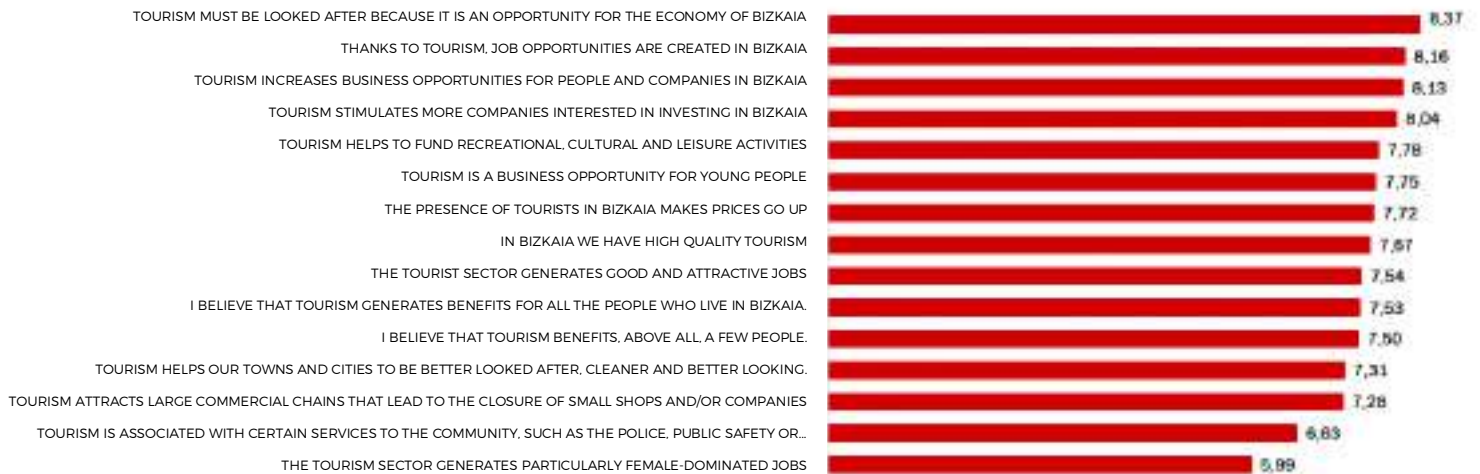 TOURISM MUST BE LOOKED AFTER BECAUSE IT IS AN OPPORTUNITY FOR THE ECONOMY OF BIZKAIA 8,37
THANKS TO TOURISM, JOB OPPORTUNITIES ARE CREATED IN BIZKAIA 8,16
TOURISM INCREASES BUSINESS OPPORTUNITIES FOR PEOPLE AND COMPANIES IN BIZKAIA 8,13
TOURISM STIMULATES MORE COMPANIES INTERESTED IN INVESTING IN BIZKAIA 8,04
TOURISM HELPS TO FUND RECREATIONAL, CULTURAL AND LEISURE ACTIVITIES 7,78
TOURISM IS A BUSINESS OPPORTUNITY FOR YOUNG PEOPLE 7,75
THE PRESENCE OF TOURISTS IN BIZKAIA MAKES PRICES GO UP 7,72
IN BIZKAIA WE HAVE HIGH QUALITY TOURISM 7,67
THE TOURIST SECTOR GENERATES GOOD AND ATTRACTIVE JOBS 7,54
I BELIEVE THAT TOURISM GENERATES BENEFITS FOR ALL THE PEOPLE WHO LIVE IN BIZKAIA. 7,53
I BELIEVE THAT TOURISM BENEFITS, ABOVE ALL, A FEW PEOPLE. 7,50
TOURISM HELPS OUR TOWNS AND CITIES TO BE BETTER LOOKED AFTER, CLEANER AND BETTER LOOKING. 7,31
TOURISM ATTRACTS LARGE COMMERCIAL CHAINS THAT LEAD TO THE CLOSURE OF SMALL SHOPS AND/OR COMPANIES 7,28
TOURISM IS ASSOCIATED WITH CERTAIN SERVICES TO THE COMMUNITY, SUCH AS THE POLICE, PUBLIC SAFETY OR... 6,63
THE TOURISM SECTOR GENERATES PARTICULARLY FEMALE-DOMINATED JOBS 5,99